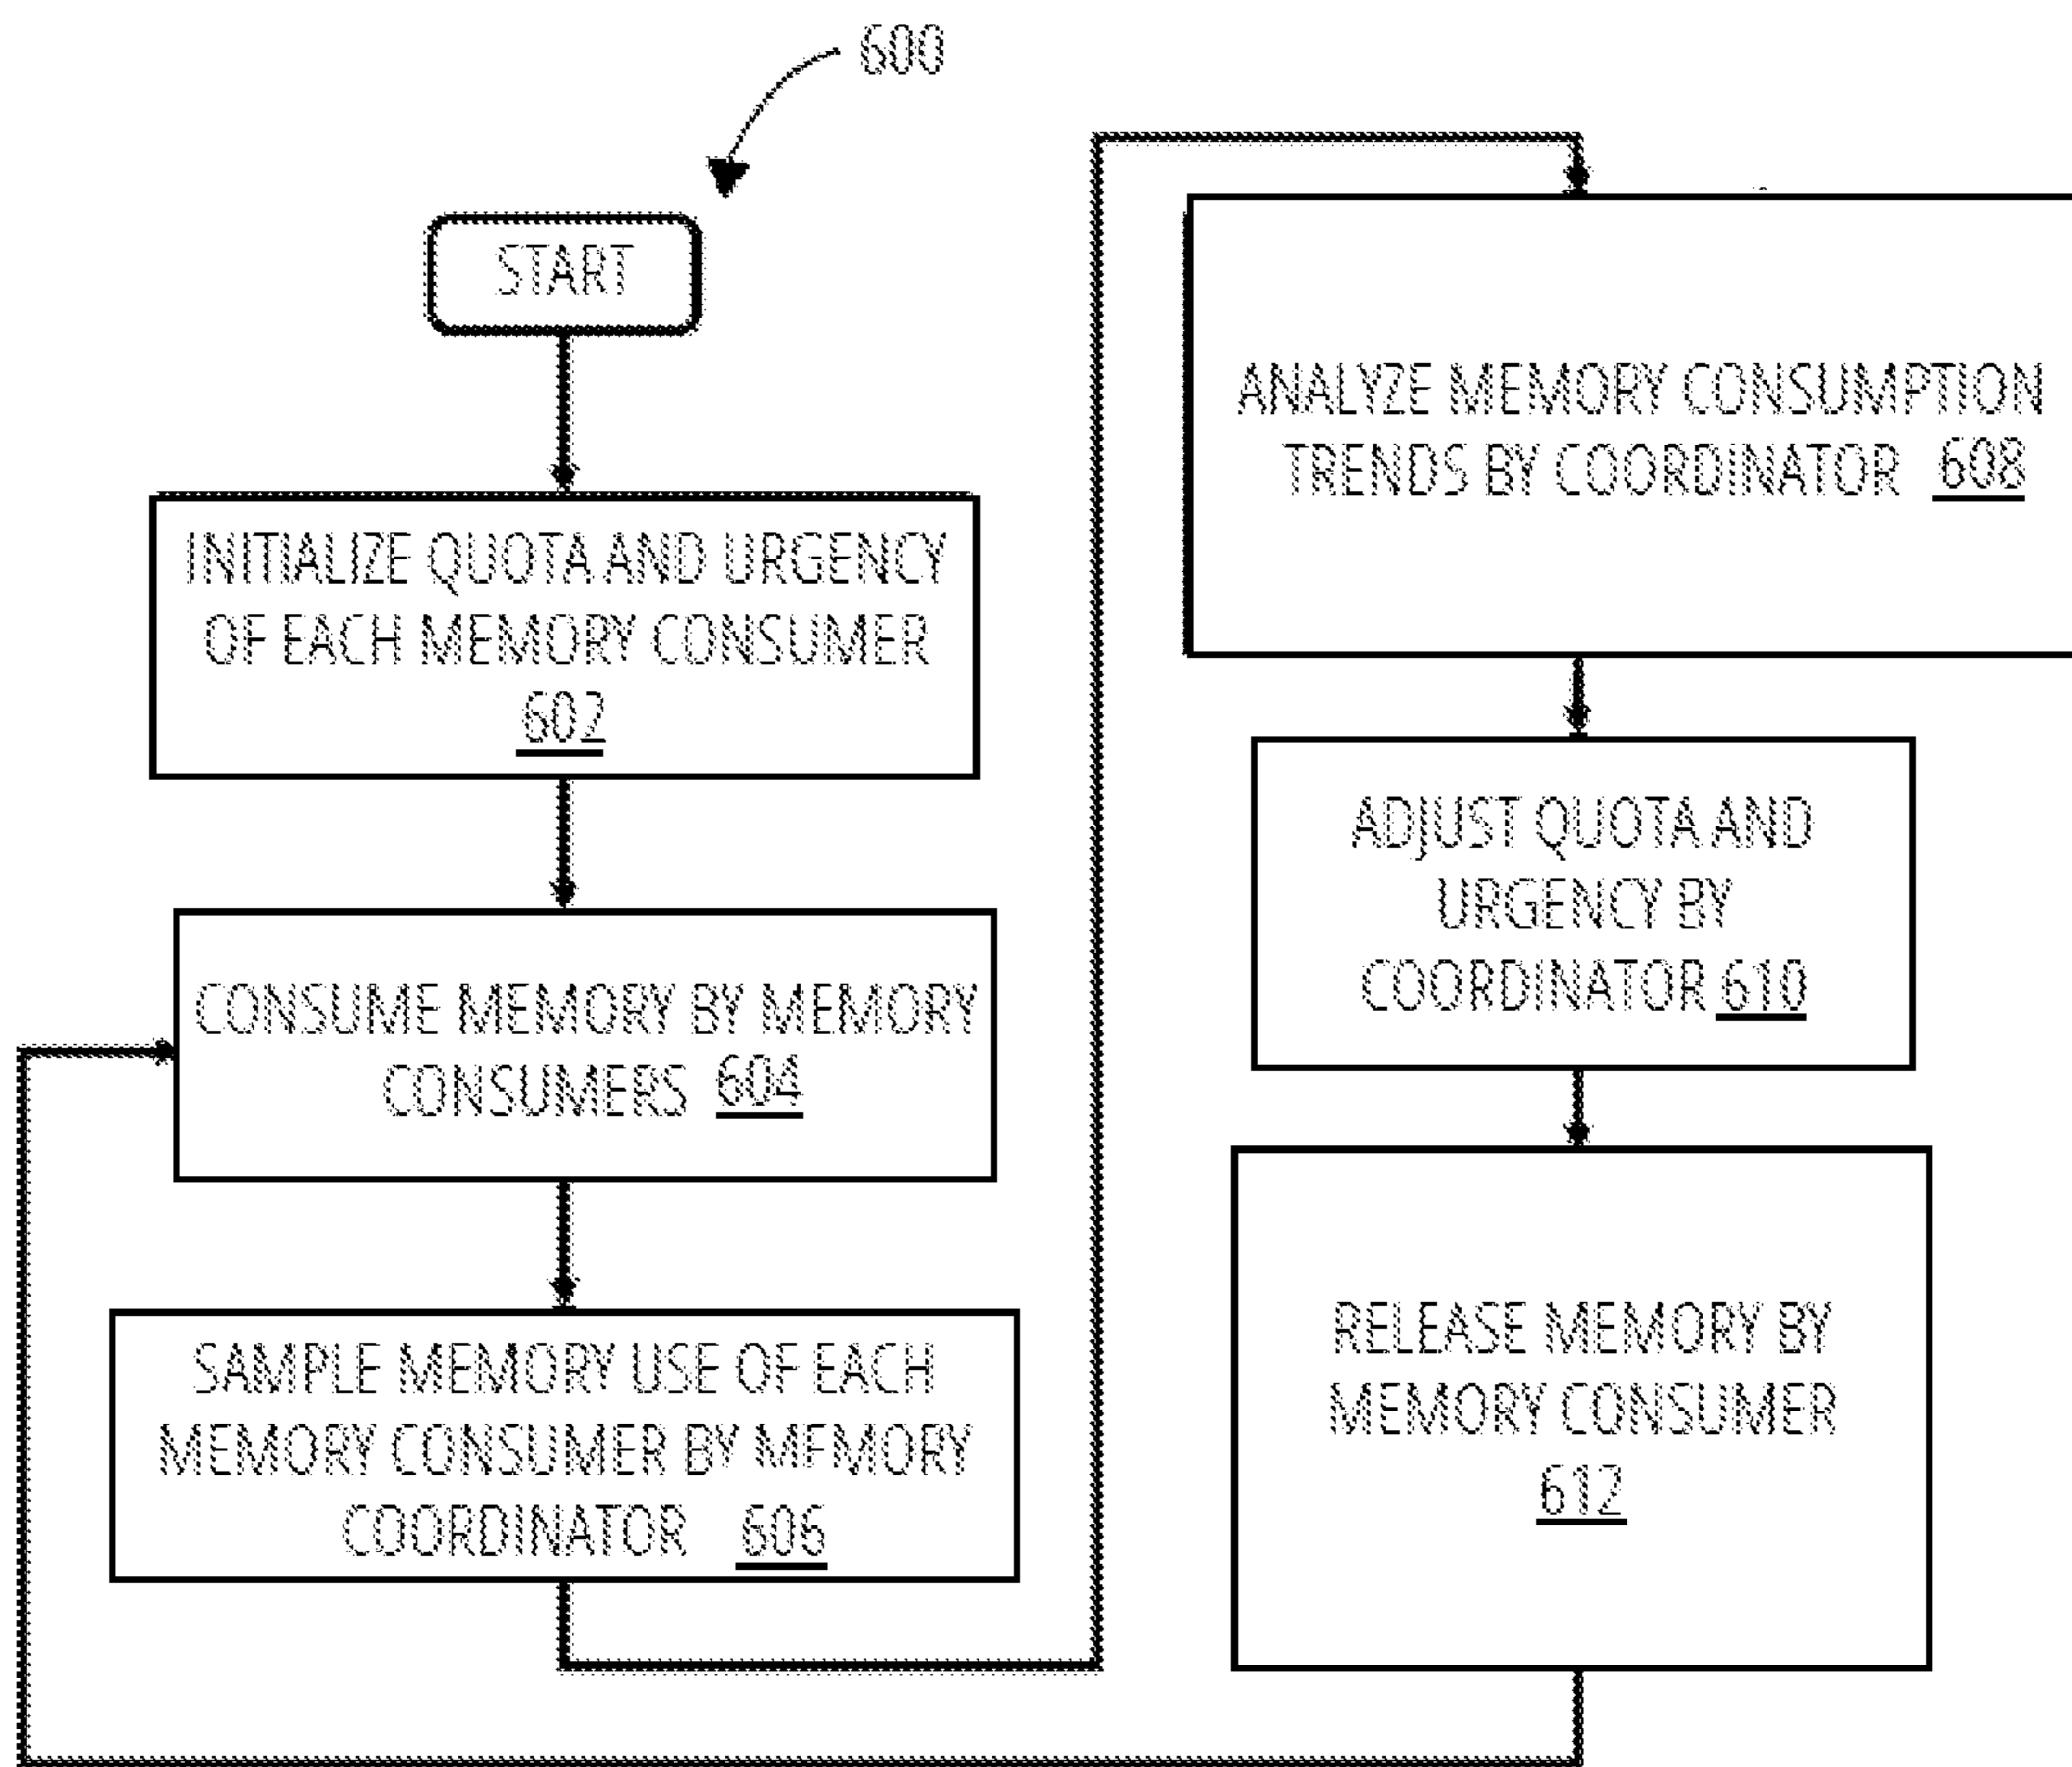 600
START
INITIALIZE QUOTA AND URGENCY
OF EACH MEMORY CONSUMER
602
CONSUME MEMORY BY MEMORY
CONSUMERS 604
SAMPLE MEMORY USE OF EACH
MEMORY CONSUMER BY MEMORY
COORDINATOR 606
ANALYZE MEMORY CONSUMPTION
TRENDS BY COORDINATOR 608
ADJUST QUOTA AND
URGENCY BY
COORDINATOR 610
RELEASE MEMORY BY
MEMORY CONSUMER
612